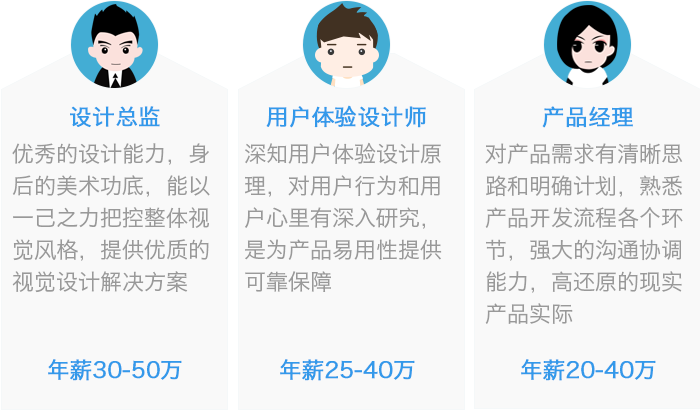 设计总监
优秀的设计能力，身
后的美术功底，能以
一己之力把控整体视
觉风格，提供优质的
视觉设计解决方案
年薪30-50万
用户体验设计师
深知用户体验设计原
理，对用户行为和用
户心里有深入研究，
是为产品易用性提供
可靠保障
年薪25-40万
产品经理
对产品需求有清晰思
路和明确计划，熟悉
产品开发流程各个环
节，强大的沟通协调
能力，高还原的现实
产品实际
年薪20-40万